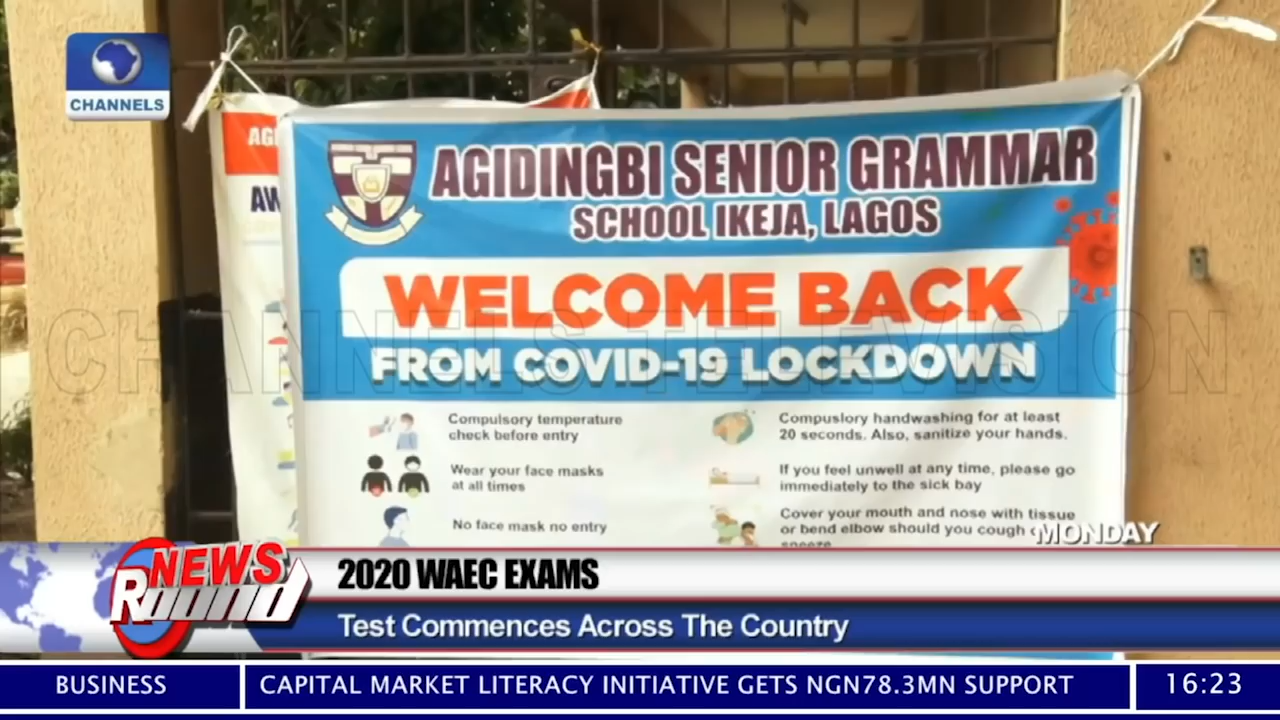 CHANNELS
AGIDINGBI SENIOR GRAMMAR
SCHOOL IKEJA, LAGOS
WELCOME BACK
FROM COVID-19 LOCKDOWN
CHANNELS TELEVISION
Compulsory temperature
check before entry
Wear your face masks
at all times
No face mask no entry
Compuslory handwashing for at least
20 seconds. Also, sanitize your hands.
If you feel unwell at any time, please go
immediately to the sick bay
Cover your mouth and nose with tissue
or bend elbow should you cough
sneeze
MONDAY
NEWS
Round
2020 WAEC EXAMS
Test Commences Across The Country
BUSINESS
CAPITAL MARKET LITERACY INITIATIVE GETS NGN78.3MN SUPPORT
16:23